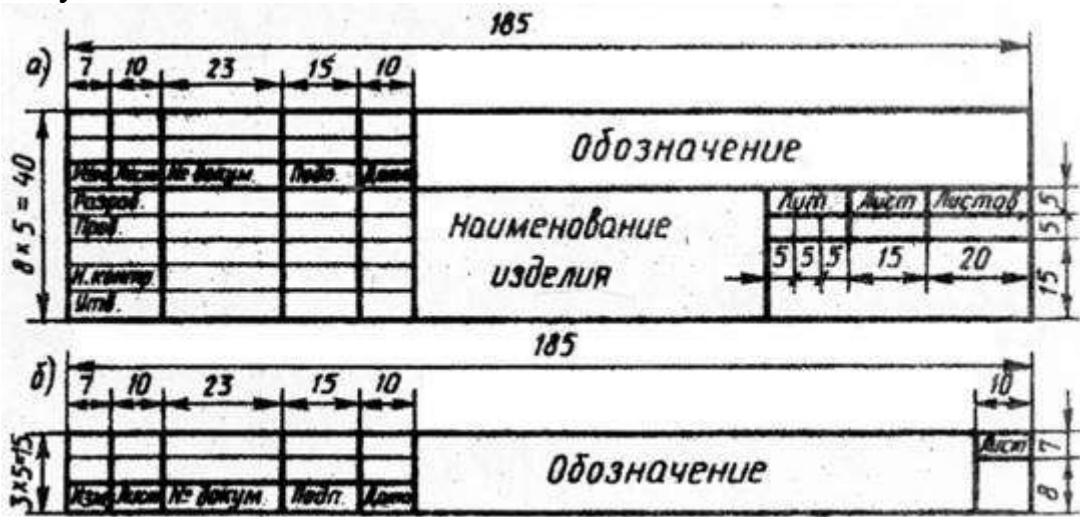 185
а) 7 10 23 15 10
8 × 5 = 40
Обозначение
Изм Лист № докум. Подп. Дата
Разраб.
Пров.
Н. контр.
Утв.
Наименование
изделия
Лит Лист Листов 5
5
5 5 5 15 20
15
185
б) 7 10 23 15 10 10
3×5=15
Лист 7
Обозначение
8
Изм Лист № докум. Подп. Дата